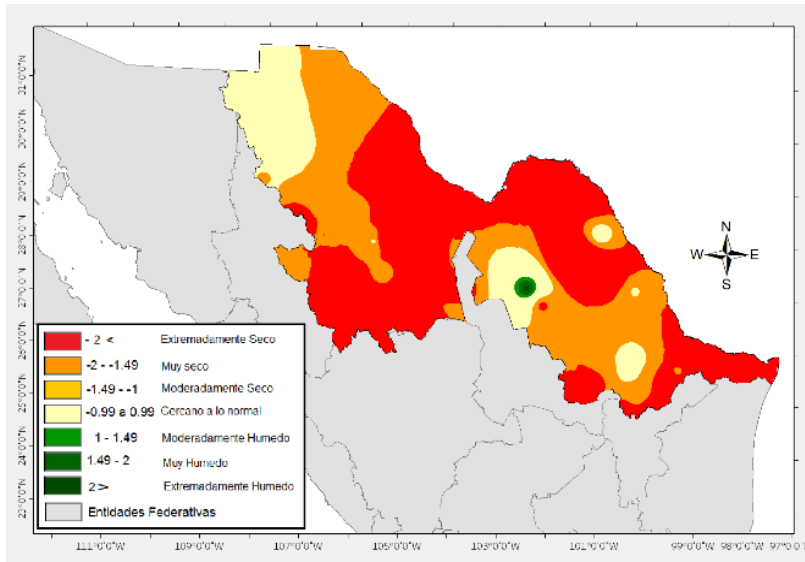 31°0'0"N
30°0'0"N
29°0'0"N
28°0'0"N
27°0'0"N
26°0'0"N
25°0'0"N
24°0'0"N
23°0'0"N
N
W E
S
- 2 < Extremadamente Seco
-2 - -1.49 Muy seco
-1.49 - -1 Moderadamente Seco
-0.99 a 0.99 Cercano a lo normal
1 - 1.49 Moderadamente Humedo
1.49 - 2 Muy Humedo
2 > Extremadamente Humedo
Entidades Federativas
111°0'0"W 109°0'0"W 107°0'0"W 105°0'0"W 103°0'0"W 101°0'0"W 99°0'0"W